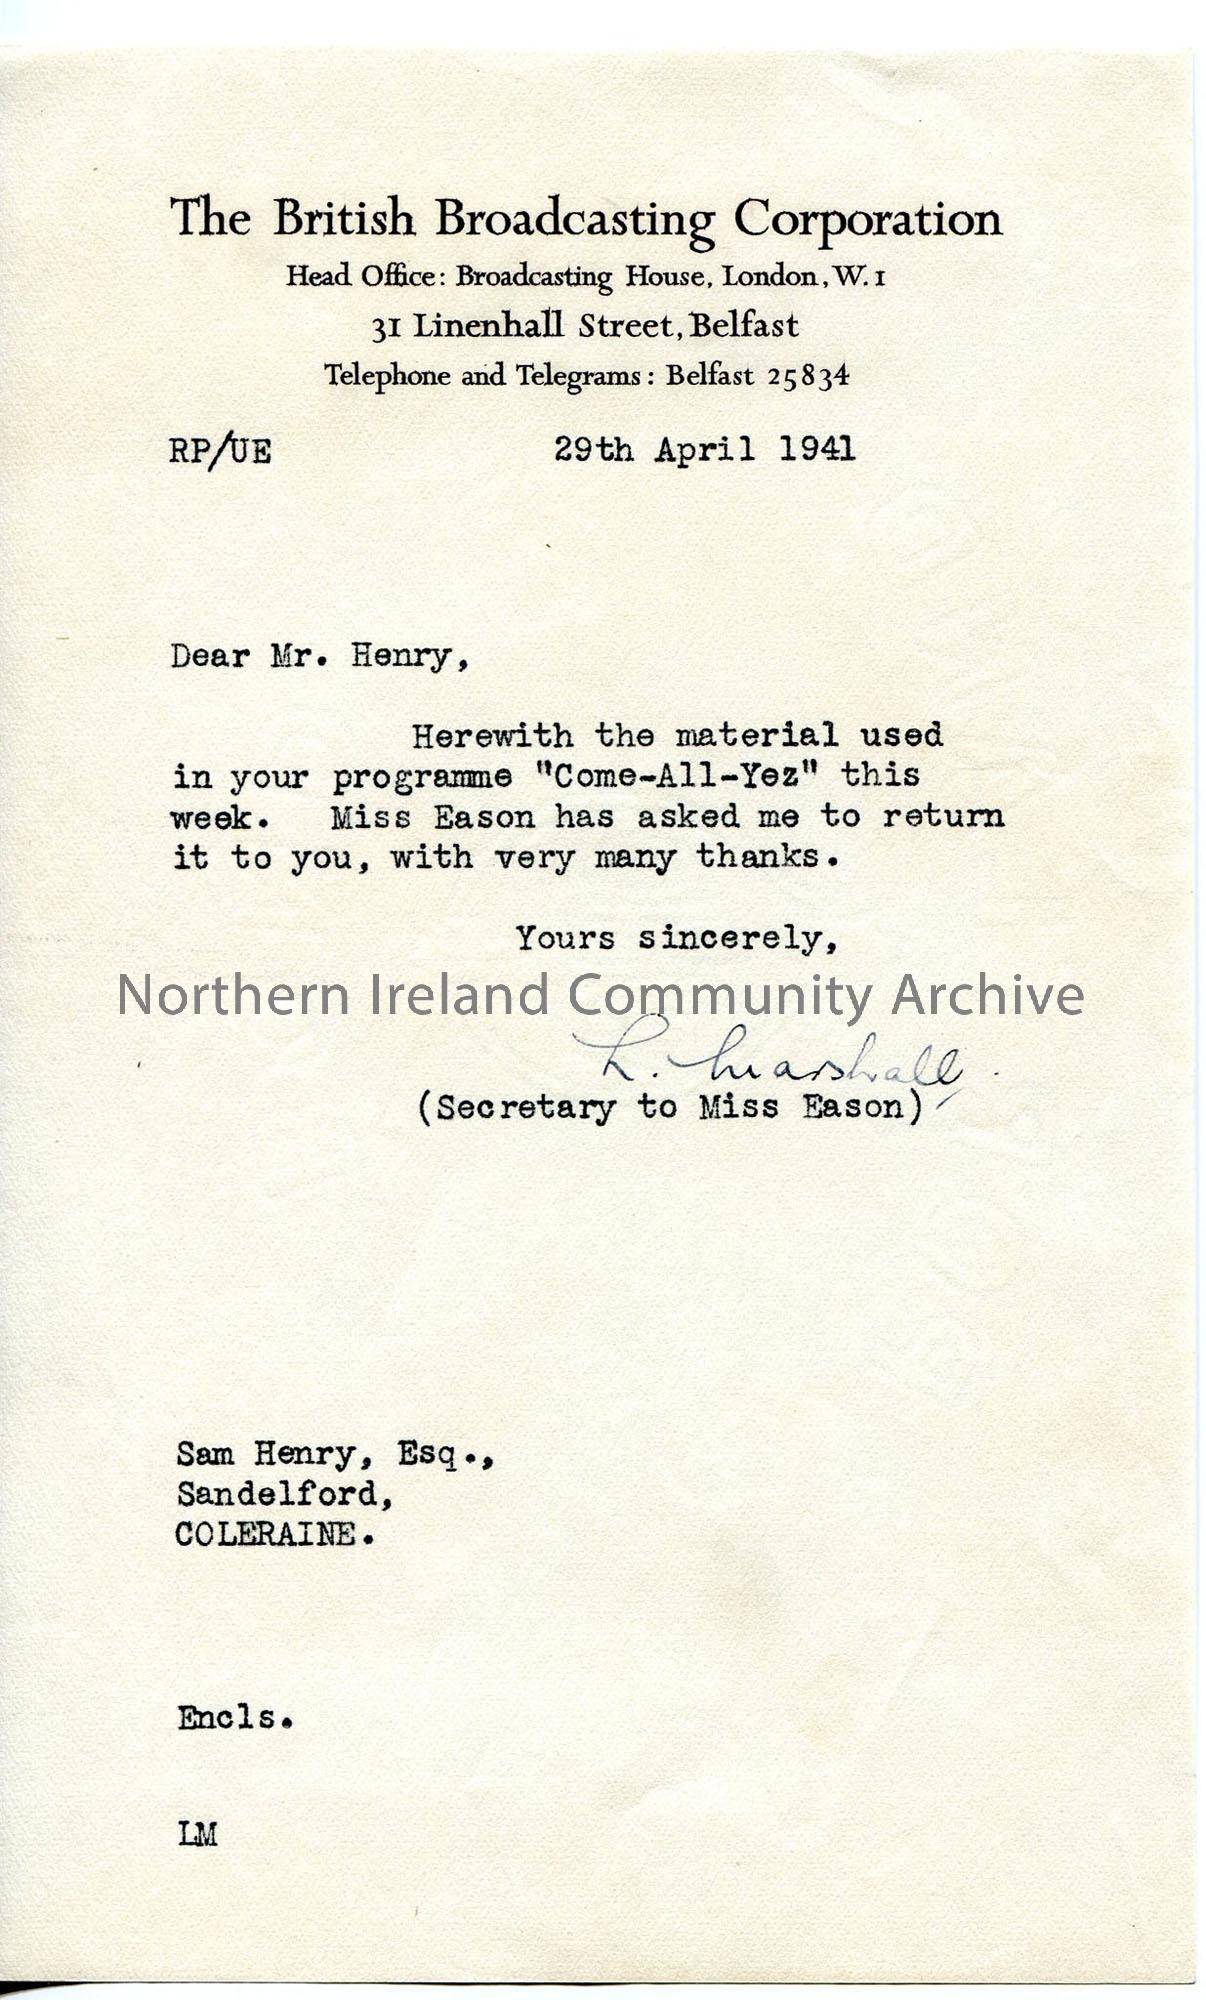 The British Broadcasting Corporation
Head Office: Broadcasting House, London, W.1
31 Linenhall Street, Belfast
Telephone and Telegrams: Belfast 25834
RP/UE 29th April 1941
Dear Mr. Henry,
Herewith the material used
in your programme "Come-All-Yez" this
week. Miss Eason has asked me to return
it to you, with very many thanks.
Yours sincerely,
Northern Ireland Community Archive
L. Marshall.
(Secretary to Miss Eason)
Sam Henry, Esq.,
Sandelford,
COLERAINE.
Encls.
LM